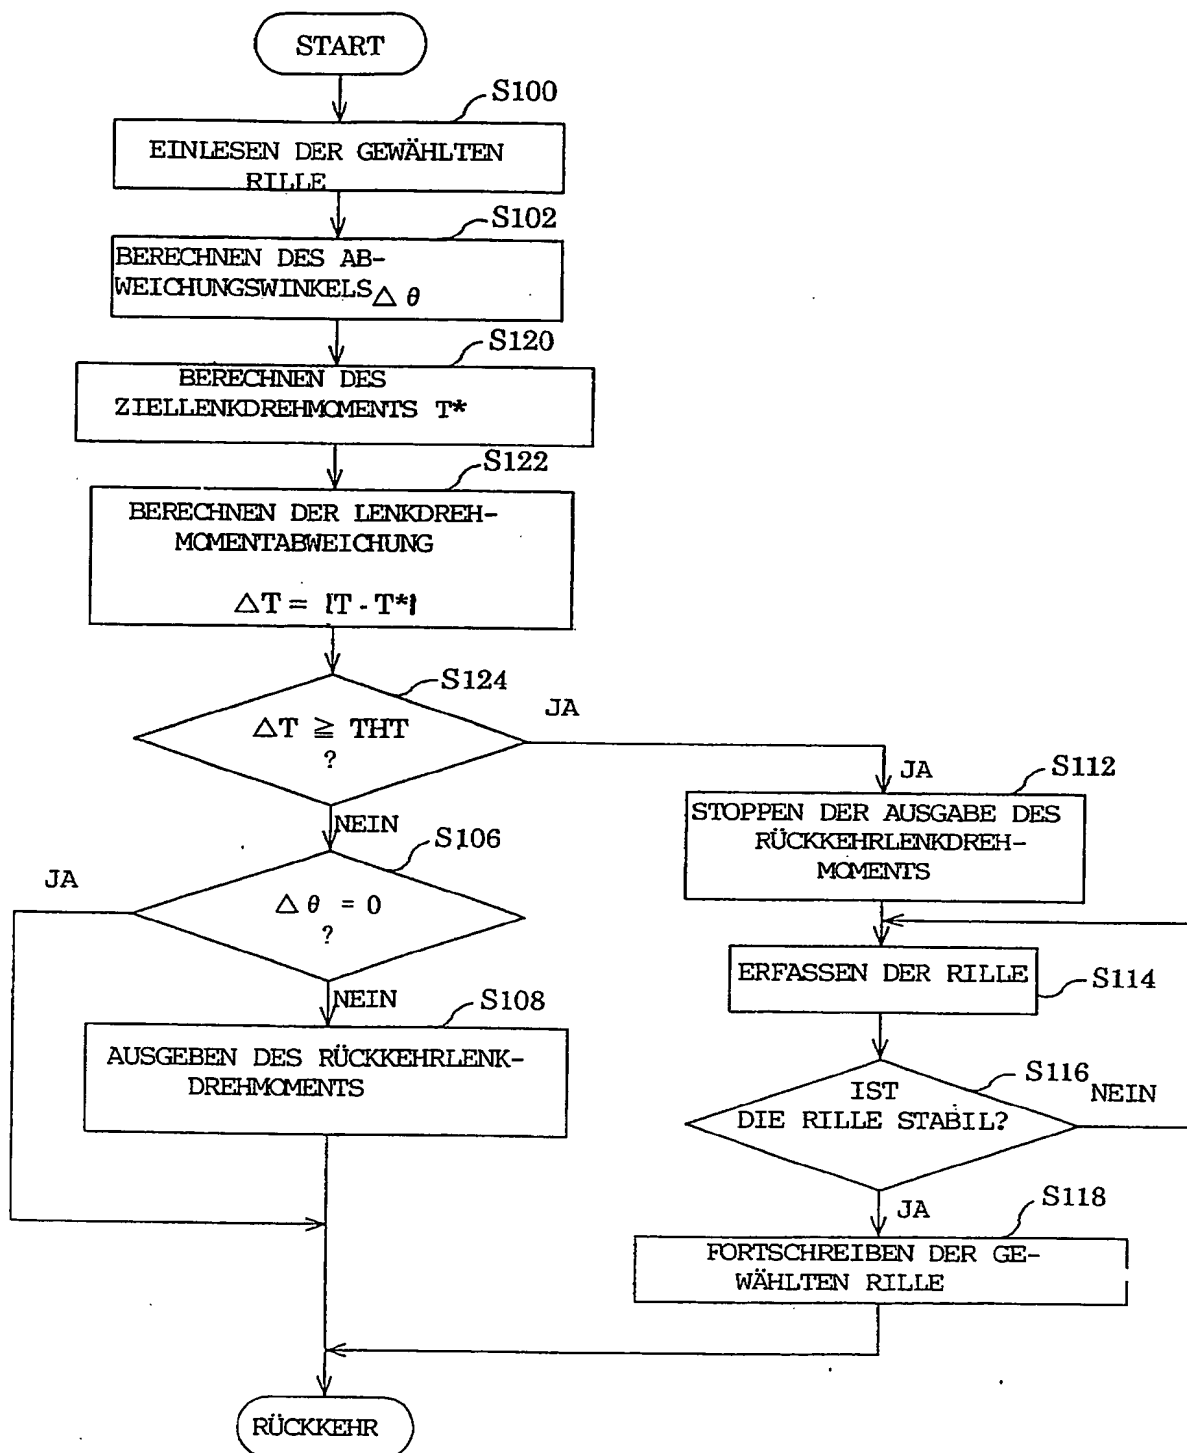 START
S100
EINLESEN DER GEWÄHLTEN
RILLE
S102
BERECHNEN DES AB-
WEICHUNGSWINKELS △ θ
S120
BERECHNEN DES
ZIELLENKDREHMOMENTS T*
S122
BERECHNEN DER LENKDREH-
MOMENTABWEICHUNG
△T = |T - T*|
S124
△T ≧ THT
?
JA
NEIN
S106
JA
△ θ = 0
?
NEIN
S108
AUSGEBEN DES RÜCKKEHRLENK-
DREHMOMENTS
JA
S112
STOPPEN DER AUSGABE DES
RÜCKKEHRLENKDREH-
MOMENTS
ERFASSEN DER RILLE
S114
S116
NEIN
IST
DIE RILLE STABIL?
JA
S118
FORTSCHREIBEN DER GE-
WÄHLTEN RILLE
RÜCKKEHR